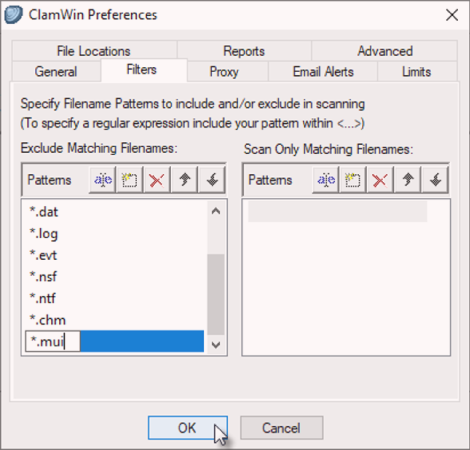 ClamWin Preferences
File Locations
Reports
Advanced
General
Filters
Proxy
Email Alerts
Limits
Specify Filename Patterns to include and/or exclude in scanning
(To specify a regular expression include your pattern within <...>)
Exclude Matching Filenames:
Scan Only Matching Filenames:
Patterns
Patterns
*.dat
*.log
*.evt
*.nsf
*.ntf
*.chm
*.mui
OK
Cancel